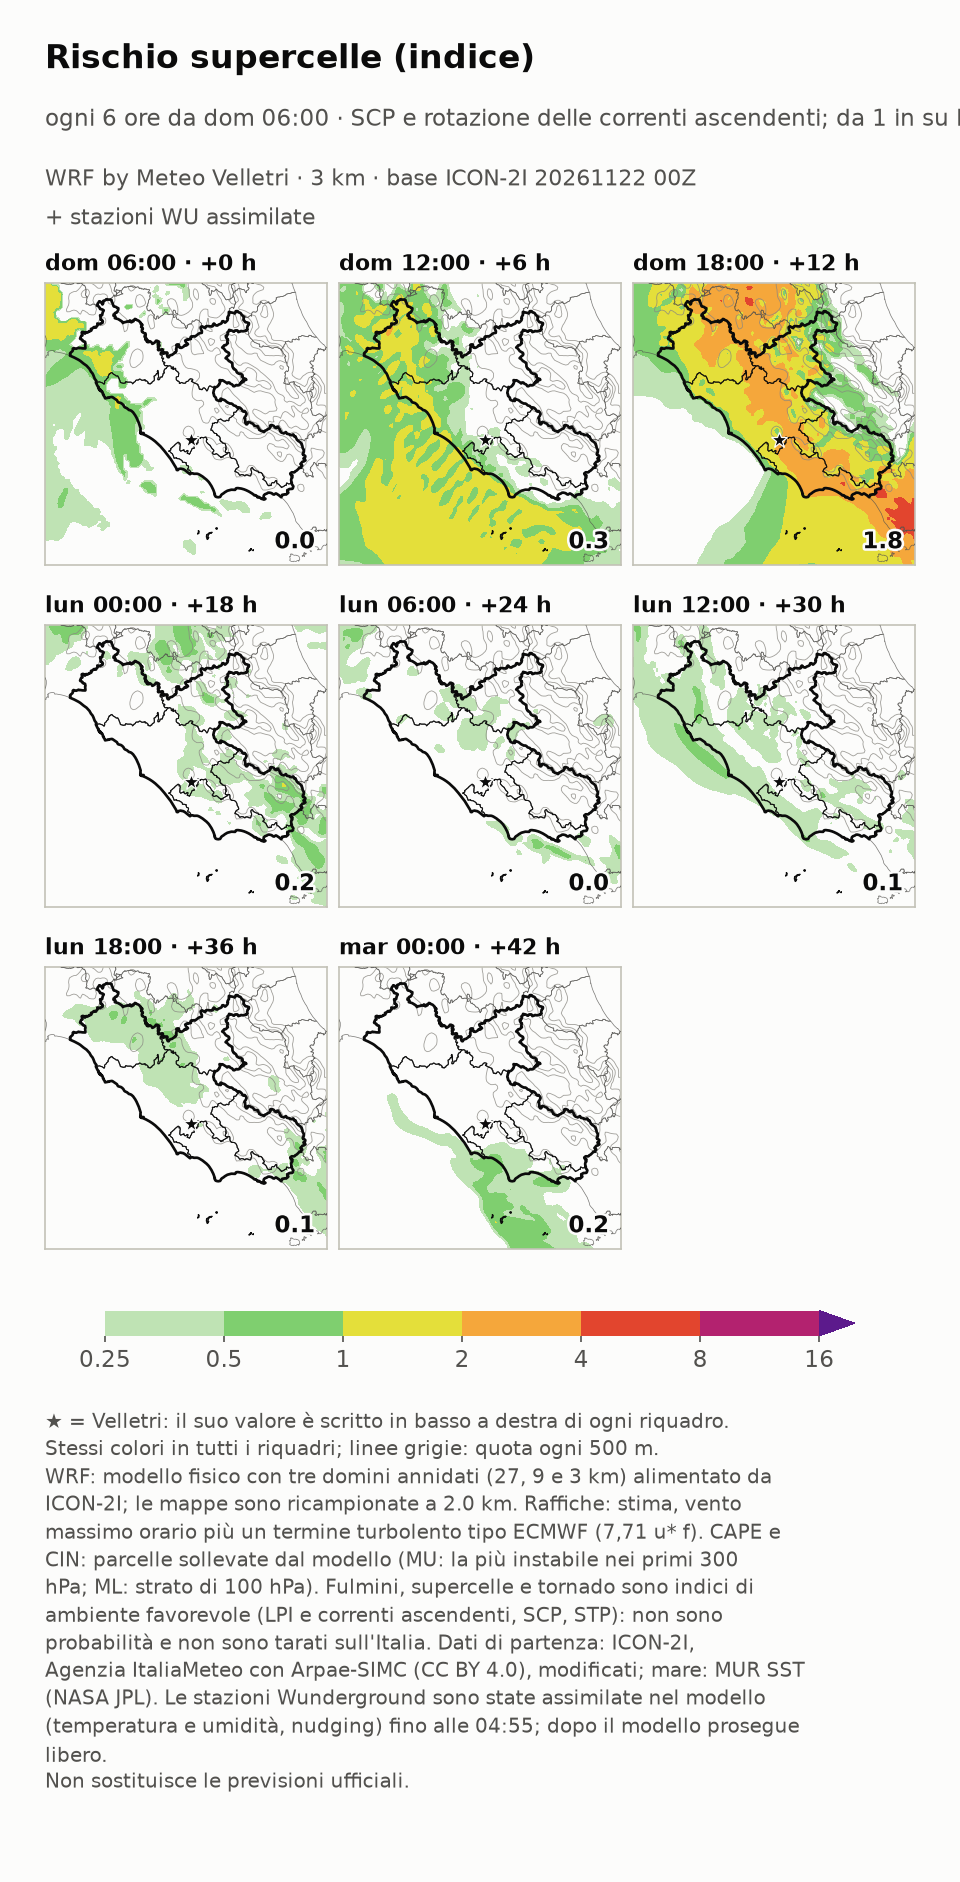 Rischio supercelle (indice)
ogni 6 ore da dom 06:00 · SCP e rotazione delle correnti ascendenti; da 1 in su
WRF by Meteo Velletri · 3 km · base ICON-2I 20261122 00Z
+ stazioni WU assimilate
dom 06:00 · +0 h
0.0
dom 12:00 · +6 h
0.3
dom 18:00 · +12 h
1.8
lun 00:00 · +18 h
0.2
lun 06:00 · +24 h
0.0
lun 12:00 · +30 h
0.1
lun 18:00 · +36 h
0.1
mar 00:00 · +42 h
0.2
0.25 0.5 1 2 4 8 16
★ = Velletri: il suo valore è scritto in basso a destra di ogni riquadro.
Stessi colori in tutti i riquadri; linee grigie: quota ogni 500 m.
WRF: modello fisico con tre domini annidati (27, 9 e 3 km) alimentato da
ICON-2I; le mappe sono ricampionate a 2.0 km. Raffiche: stima, vento
massimo orario più un termine turbolento tipo ECMWF (7,71 u* f). CAPE e
CIN: parcelle sollevate dal modello (MU: la più instabile nei primi 300
hPa; ML: strato di 100 hPa). Fulmini, supercelle e tornado sono indici di
ambiente favorevole (LPI e correnti ascendenti, SCP, STP): non sono
probabilità e non sono tarati sull'Italia. Dati di partenza: ICON-2I,
Agenzia ItaliaMeteo con Arpae-SIMC (CC BY 4.0), modificati; mare: MUR SST
(NASA JPL). Le stazioni Wunderground sono state assimilate nel modello
(temperatura e umidità, nudging) fino alle 04:55; dopo il modello prosegue
libero.
Non sostituisce le previsioni ufficiali.